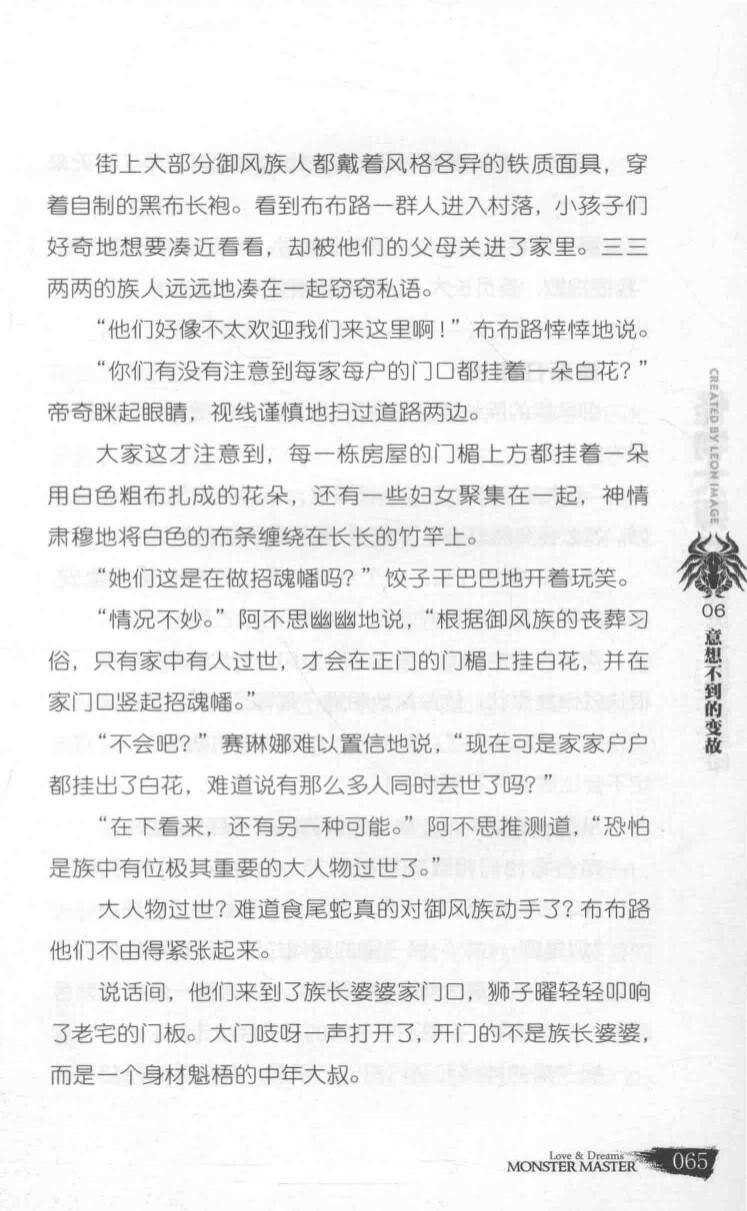 街上大部分御风族人都戴着风格各异的铁质面具，穿
着自制的黑布长袍。看到布布路一群人进入村落，小孩子们
好奇地想要凑近看看，却被他们的父母关进了家里。三三
两两的族人远远地凑在一起窃窃私语。
“他们好像不太欢迎我们来这里啊！”布布路悻悻地说。
“你们有没有注意到每家每户的门口都挂着一朵白花？”
帝奇眯起眼睛，视线谨慎地扫过道路两边。
大家这才注意到，每一栋房屋的门楣上方都挂着一朵
用白色粗布扎成的花朵，还有一些妇女聚集在一起，神情
肃穆地将白色的布条缠绕在长长的竹竿上。
“她们这是在做招魂幡吗？”饺子干巴巴地开着玩笑。
“情况不妙。”阿不思幽幽地说，“根据御风族的丧葬习
俗，只有家中有人过世，才会在正门的门楣上挂白花，并在
家门口竖起招魂幡。”
“不会吧？”赛琳娜难以置信地说，“现在可是家家户户
都挂出了白花，难道说有那么多人同时去世了吗？”
“在下看来，还有另一种可能。”阿不思推测道，“恐怕
是族中有位极其重要的大人物过世了。”
大人物过世？难道食尾蛇真的对御风族动手了？布布路
他们不由得紧张起来。
说话间，他们来到了族长婆婆家门口，狮子曜轻轻叩响
了老宅的门板。大门吱呀一声打开了，开门的不是族长婆婆，
而是一个身材魁梧的中年大叔。
CREATED BY LEON IMAGE
06
意想不到的变故
Love & Dreams
MONSTER MASTER
065